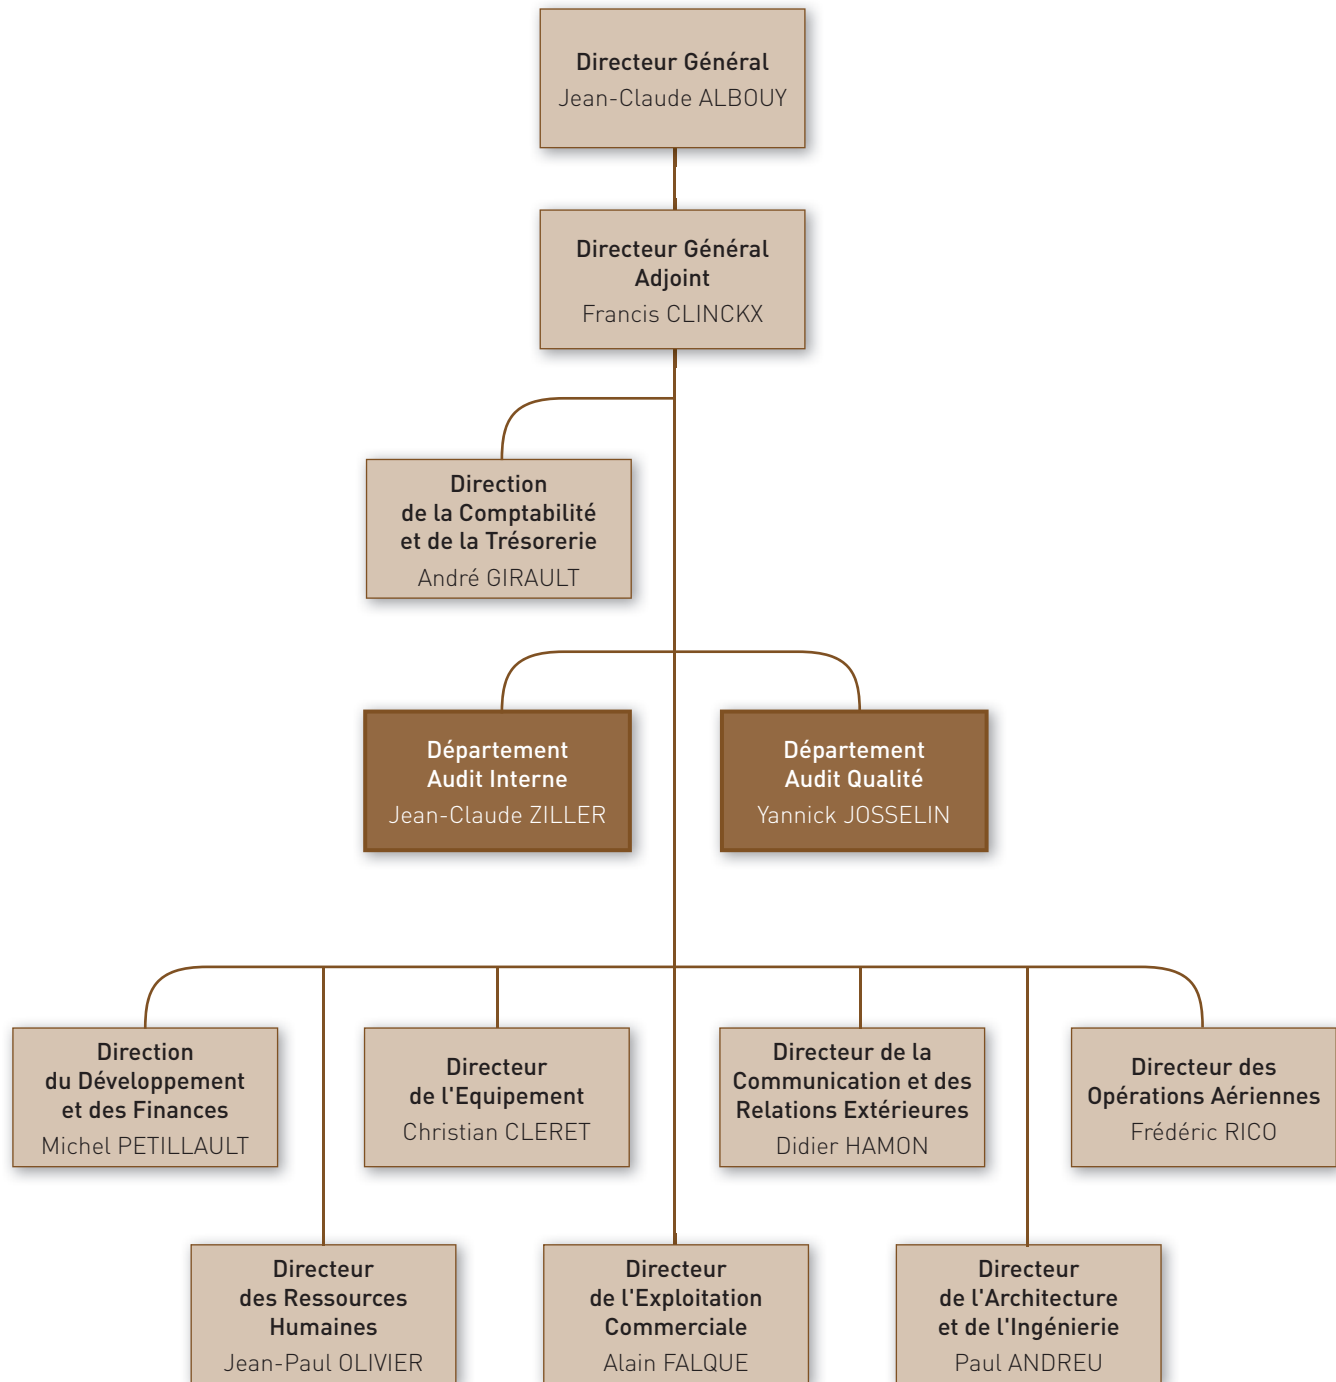 Directeur Général
Jean-Claude ALBOUY
Directeur Général
Adjoint
Francis CLINCKX
Direction
de la Comptabilité
et de la Trésorerie
André GIRAULT
Département
Audit Interne
Jean-Claude ZILLER
Département
Audit Qualité
Yannick JOSSELIN
Direction
du Développement
et des Finances
Michel PETILLAULT
Directeur
de l'Equipement
Christian CLERET
Directeur de la
Communication et des
Relations Extérieures
Didier HAMON
Directeur des
Opérations Aériennes
Frédéric RICO
Directeur
des Ressources
Humaines
Jean-Paul OLIVIER
Directeur
de l'Exploitation
Commerciale
Alain FALQUE
Directeur
de l'Architecture
et de l'Ingénierie
Paul ANDREU